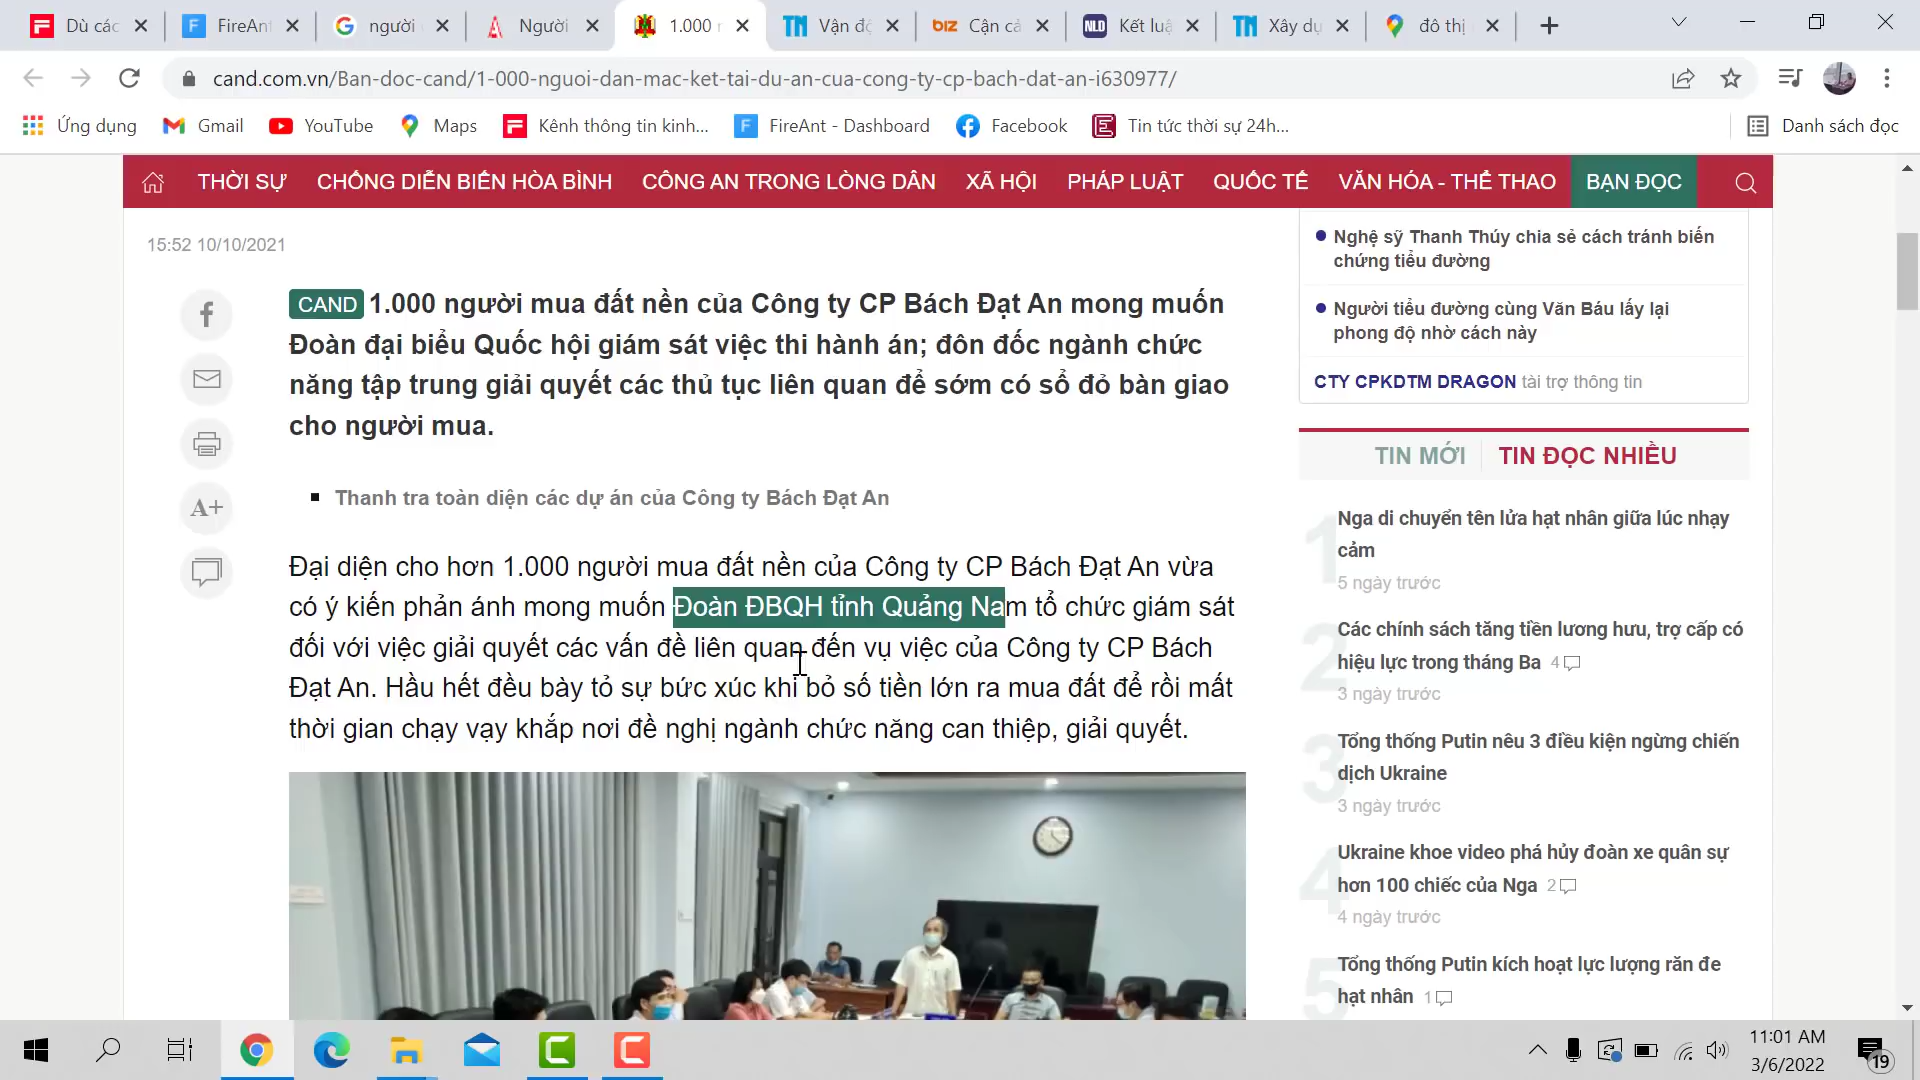 Dù các
FireAnt
người
Người
1.000
Vận độ
Cận cả
Kết luậ
Xây dự
đô thị
cand.com.vn/Ban-doc-cand/1-000-nguoi-dan-mac-ket-tai-du-an-cua-cong-ty-cp-bach-dat-an-i630977/
Ứng dụng
Gmail
YouTube
Maps
Kênh thông tin kinh...
FireAnt - Dashboard
Facebook
Tin tức thời sự 24h...
Danh sách đọc
THỜI SỰ
CHỐNG DIỄN BIẾN HÒA BÌNH
CÔNG AN TRONG LÒNG DÂN
XÃ HỘI
PHÁP LUẬT
QUỐC TẾ
VĂN HÓA - THỂ THAO
BẠN ĐỌC
15:52 10/10/2021
CAND 1.000 người mua đất nền của Công ty CP Bách Đạt An mong muốn
Đoàn đại biểu Quốc hội giám sát việc thi hành án; đôn đốc ngành chức
năng tập trung giải quyết các thủ tục liên quan để sớm có sổ đỏ bàn giao
cho người mua.
Thanh tra toàn diện các dự án của Công ty Bách Đạt An
Đại diện cho hơn 1.000 người mua đất nền của Công ty CP Bách Đạt An vừa
có ý kiến phản ánh mong muốn Đoàn ĐBQH tỉnh Quảng Nam tổ chức giám sát
đối với việc giải quyết các vấn đề liên quan đến vụ việc của Công ty CP Bách
Đạt An. Hầu hết đều bày tỏ sự bức xúc khi bỏ số tiền lớn ra mua đất để rồi mất
thời gian chạy vạy khắp nơi đề nghị ngành chức năng can thiệp, giải quyết.
A+
Nghệ sỹ Thanh Thúy chia sẻ cách tránh biến
chứng tiểu đường
Người tiểu đường cùng Văn Báu lấy lại
phong độ nhờ cách này
CTY CPKDTM DRAGON tài trợ thông tin
TIN MỚI
TIN ĐỌC NHIỀU
1
Nga di chuyển tên lửa hạt nhân giữa lúc nhạy
cảm
5 ngày trước
2
Các chính sách tăng tiền lương hưu, trợ cấp có
hiệu lực trong tháng Ba 4
3 ngày trước
3
Tổng thống Putin nêu 3 điều kiện ngừng chiến
dịch Ukraine
3 ngày trước
4
Ukraine khoe video phá hủy đoàn xe quân sự
hơn 100 chiếc của Nga 2
4 ngày trước
5
Tổng thống Putin kích hoạt lực lượng răn đe
hạt nhân 1
11:01 AM
3/6/2022
19